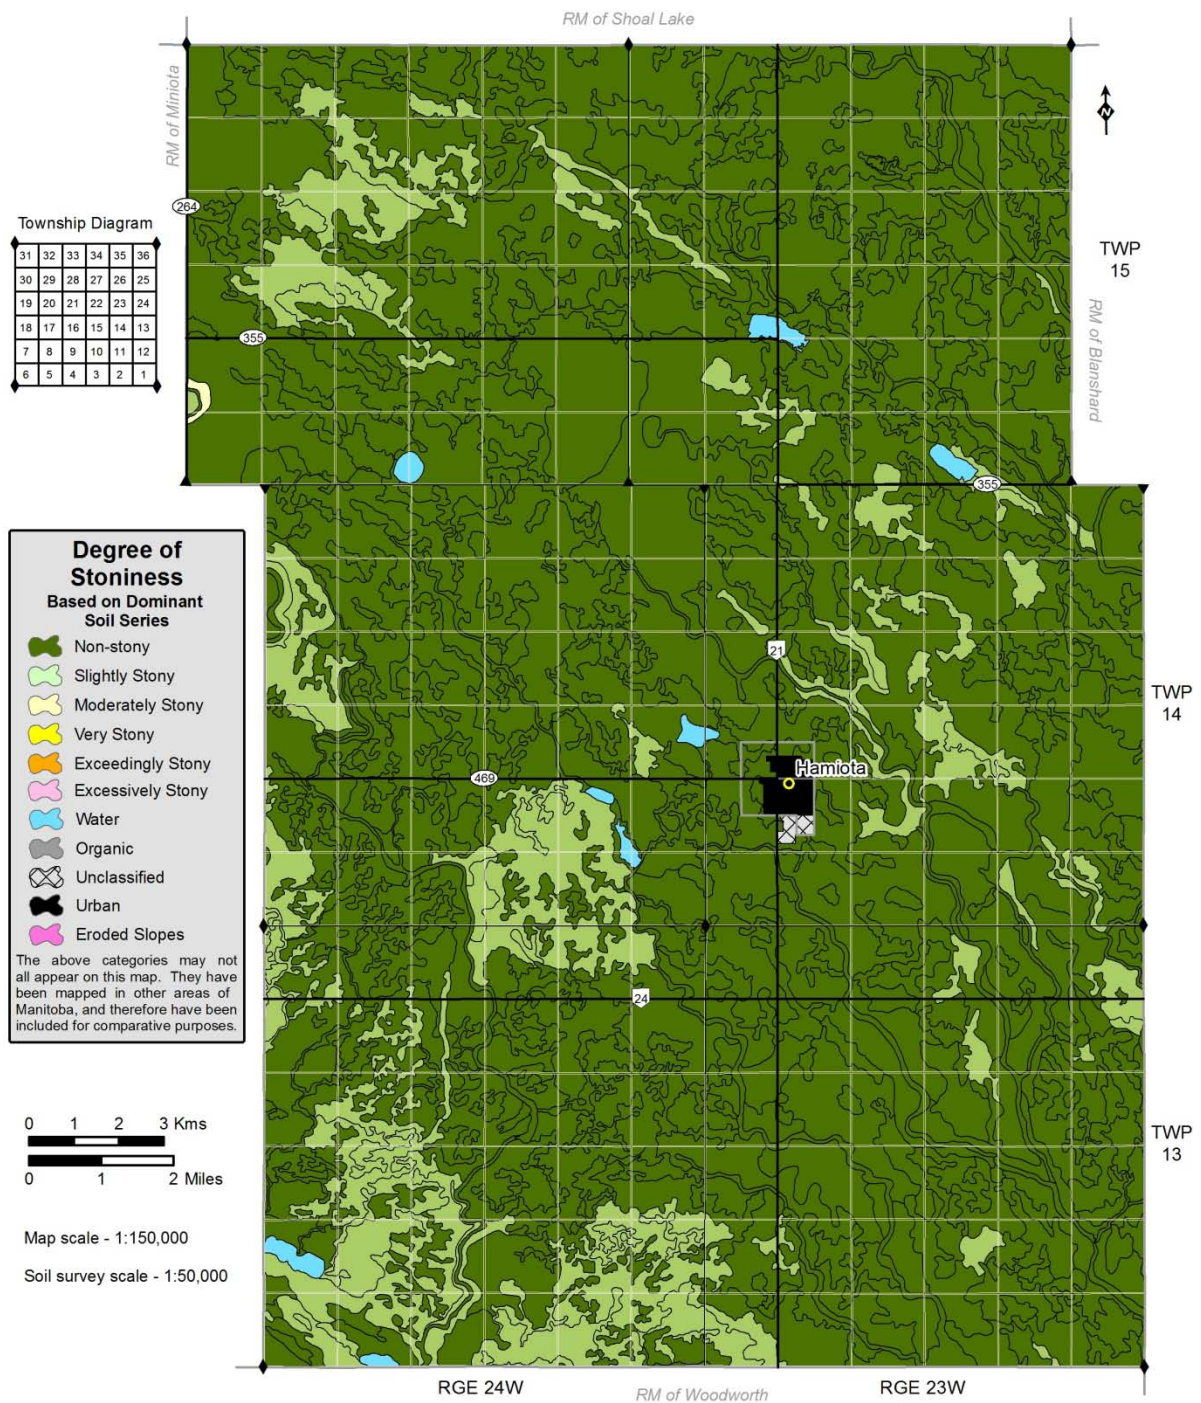 RM of Shoal Lake
RM of Miniota
264
Township Diagram
31 32 33 34 35 36
30 29 28 27 26 25
19 20 21 22 23 24
18 17 16 15 14 13
7 8 9 10 11 12
6 5 4 3 2 1
N
TWP
15
RM of Blanshard
355
355
Degree of
Stoniness
Based on Dominant
Soil Series
Non-stony
Slightly Stony
Moderately Stony
Very Stony
Exceedingly Stony
Excessively Stony
Water
Organic
Unclassified
Urban
Eroded Slopes
The above categories may not
all appear on this map. They have
been mapped in other areas of
Manitoba, and therefore have been
included for comparative purposes.
21
TWP
14
469
Hamiota
24
TWP
13
0 1 2 3 Kms
0 1 2 Miles
Map scale - 1:150,000
Soil survey scale - 1:50,000
RGE 24W
RM of Woodworth
RGE 23W